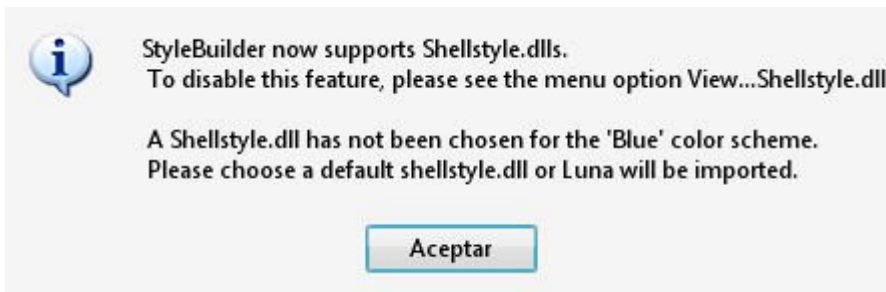 StyleBuilder now supports Shellstyle.dlls.
To disable this feature, please see the menu option View...Shellstyle.dll
A Shellstyle.dll has not been chosen for the 'Blue' color scheme.
Please choose a default shellstyle.dll or Luna will be imported.
Aceptar